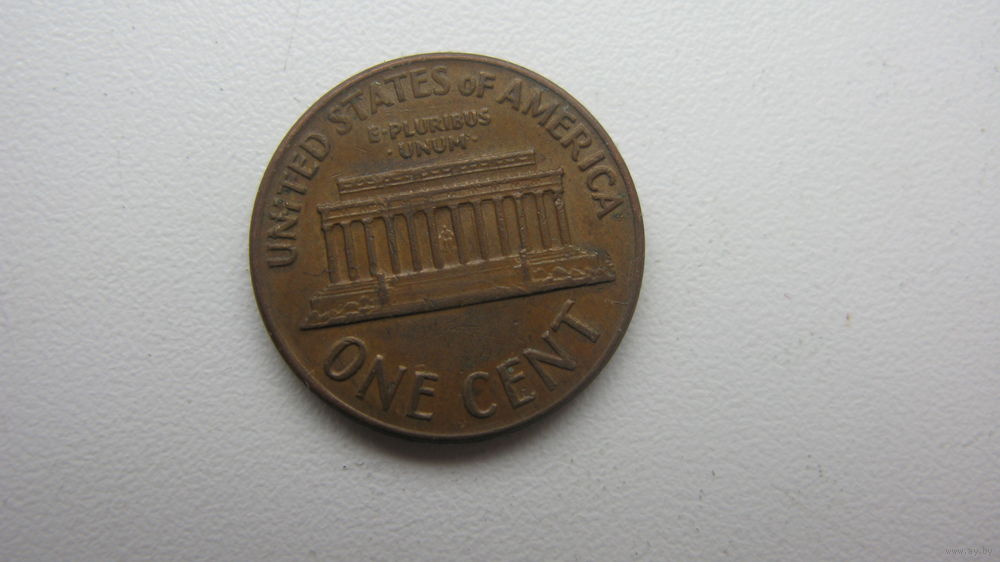 UNITED STATES OF AMERICA
E·PLURIBUS
·UNUM·
ONE CENT
www.ay.by